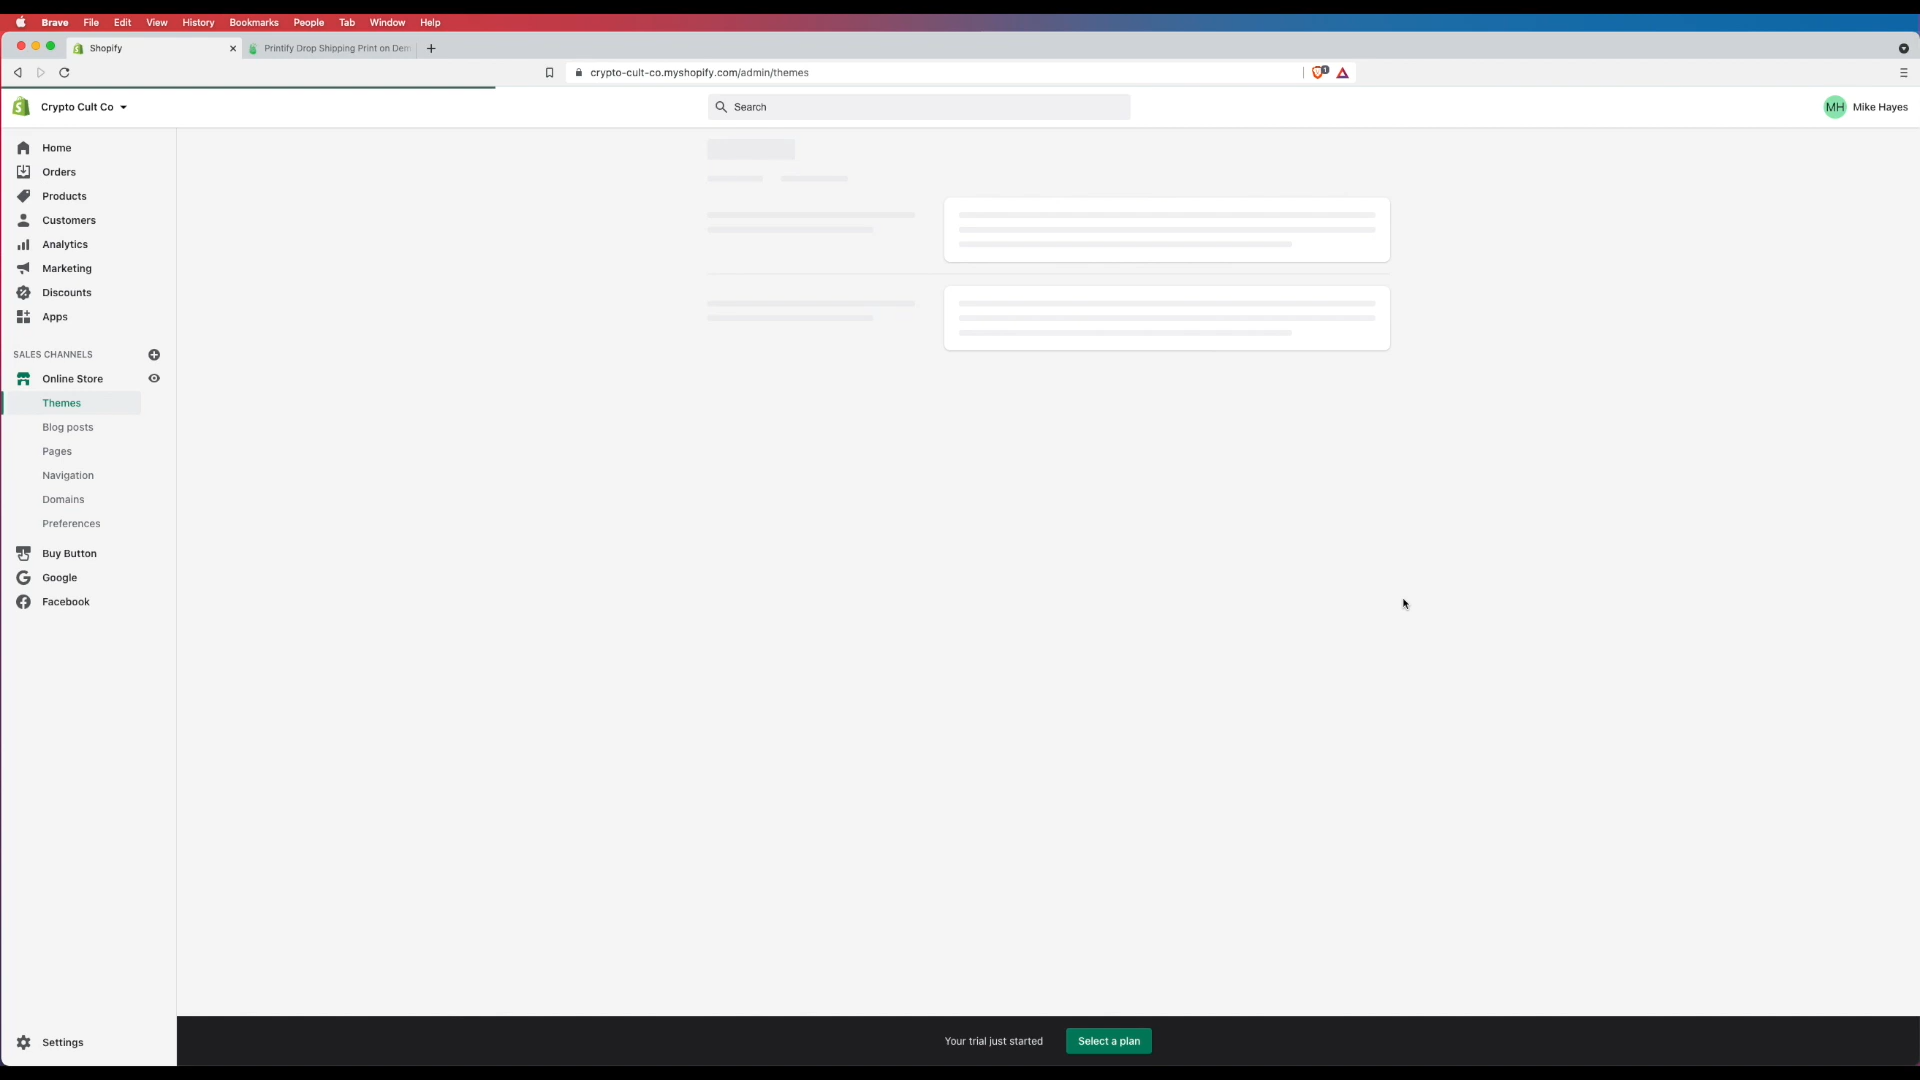 Brave File Edit View History Bookmarks People Tab Window Help
Shopify
Printify Drop Shipping Print on Dem
crypto-cult-co.myshopify.com/admin/themes
1
Crypto Cult Co
Search
MH Mike Hayes
Home
Orders
Products
Customers
Analytics
Marketing
Discounts
Apps
SALES CHANNELS
Online Store
Themes
Blog posts
Pages
Navigation
Domains
Preferences
Buy Button
Google
Facebook
Settings
Your trial just started
Select a plan